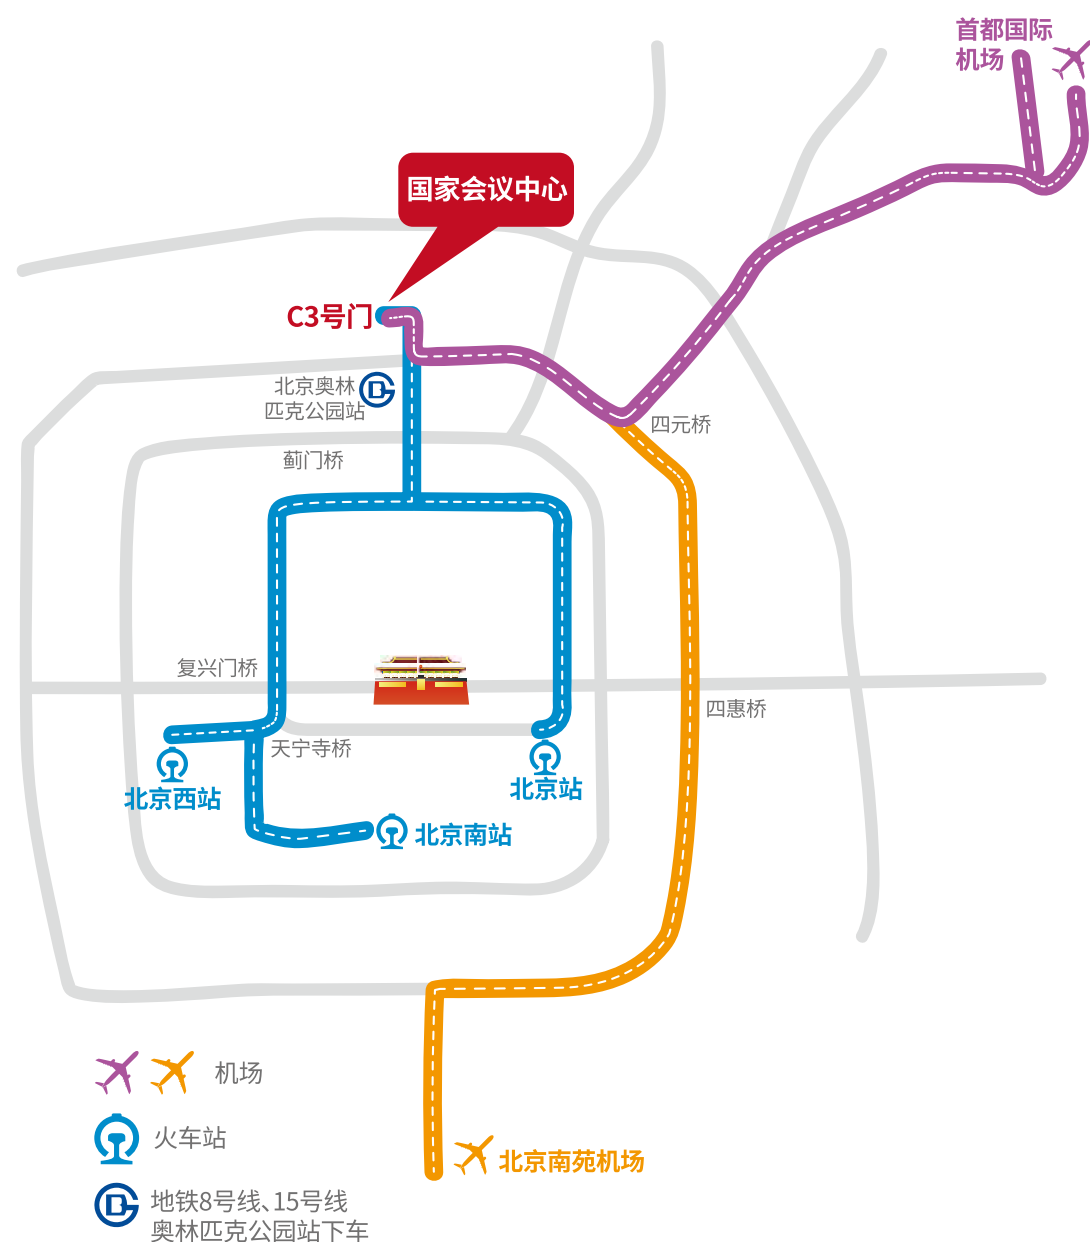 首都国际
机场
国家会议中心
C3号门
北京奥林
匹克公园站
四元桥
蓟门桥
复兴门桥
四惠桥
天宁寺桥
北京西站
北京站
北京南站
机场
火车站
北京南苑机场
地铁8号线、15号线
奥林匹克公园站下车